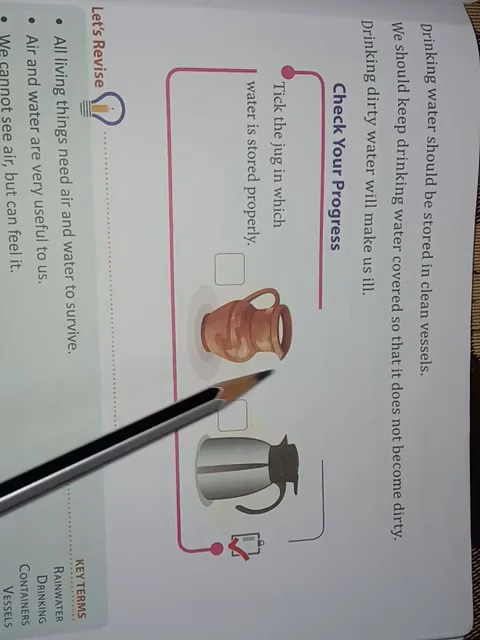 Drinking water should be stored in clean vessels.
We should keep drinking water covered so that it does not become dirty.
Drinking dirty water will make us ill.
Check Your Progress
Tick the jug in which
water is stored properly.
Let's Revise
• All living things need air and water to survive.
• Air and water are very useful to us.
• We cannot see air, but can feel it.
KEY TERMS
RAINWATER
DRINKING
CONTAINERS
VESSELS